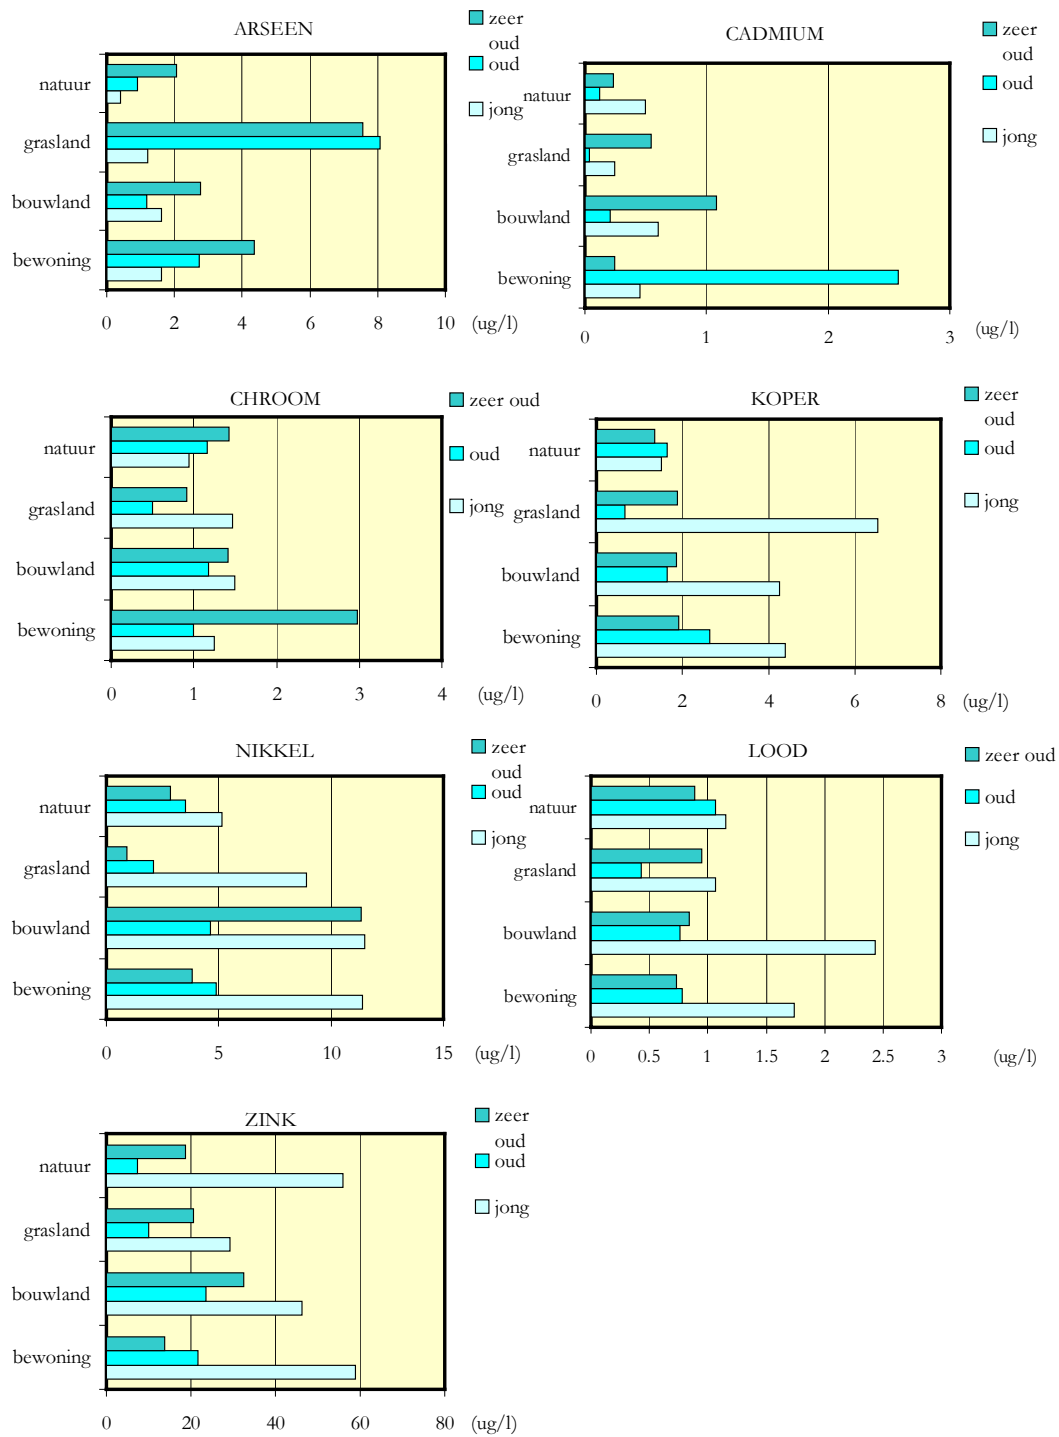 ARSEEN
zeer
oud
oud
jong
natuur
grasland
bouwland
bewoning
0 2 4 6 8 10 (ug/l)
CADMIUM
zeer
oud
oud
jong
natuur
grasland
bouwland
bewoning
0 1 2 3 (ug/l)
CHROOM
zeer oud
oud
jong
natuur
grasland
bouwland
bewoning
0 1 2 3 4 (ug/l)
KOPER
zeer
oud
oud
jong
natuur
grasland
bouwland
bewoning
0 2 4 6 8 (ug/l)
NIKKEL
zeer
oud
oud
jong
natuur
grasland
bouwland
bewoning
0 5 10 15 (ug/l)
LOOD
zeer oud
oud
jong
natuur
grasland
bouwland
bewoning
0 0.5 1 1.5 2 2.5 3 (ug/l)
ZINK
zeer
oud
oud
jong
natuur
grasland
bouwland
bewoning
0 20 40 60 80 (ug/l)